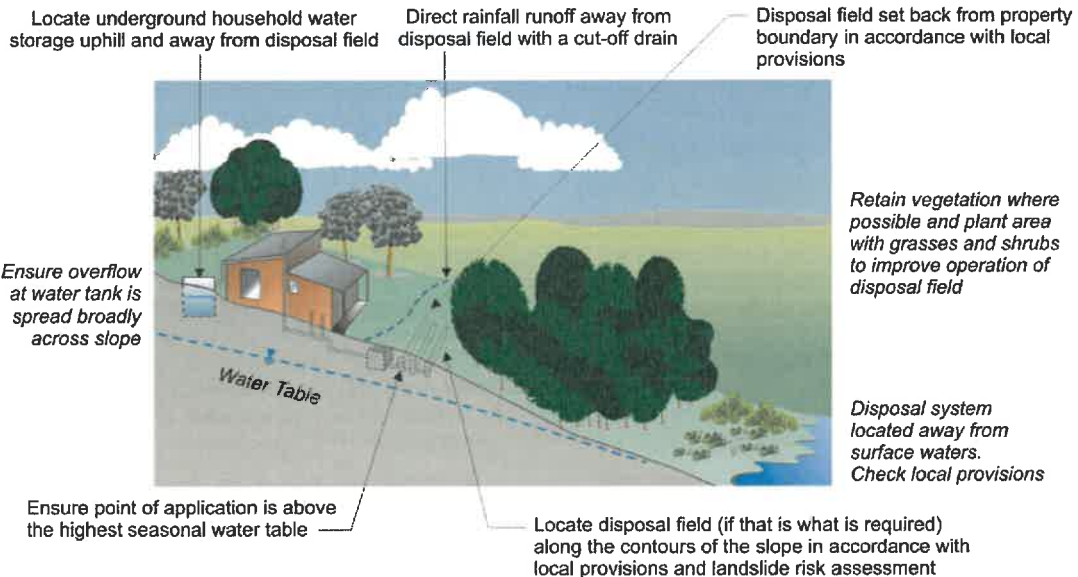 Locate underground household water
storage uphill and away from disposal field
Direct rainfall runoff away from
disposal field with a cut-off drain
Disposal field set back from property
boundary in accordance with local
provisions
Retain vegetation where
possible and plant area
with grasses and shrubs
to improve operation of
disposal field
Ensure overflow
at water tank is
spread broadly
across slope
Water Table
Disposal system
located away from
surface waters.
Check local provisions
Ensure point of application is above
the highest seasonal water table
Locate disposal field (if that is what is required)
along the contours of the slope in accordance with
local provisions and landslide risk assessment